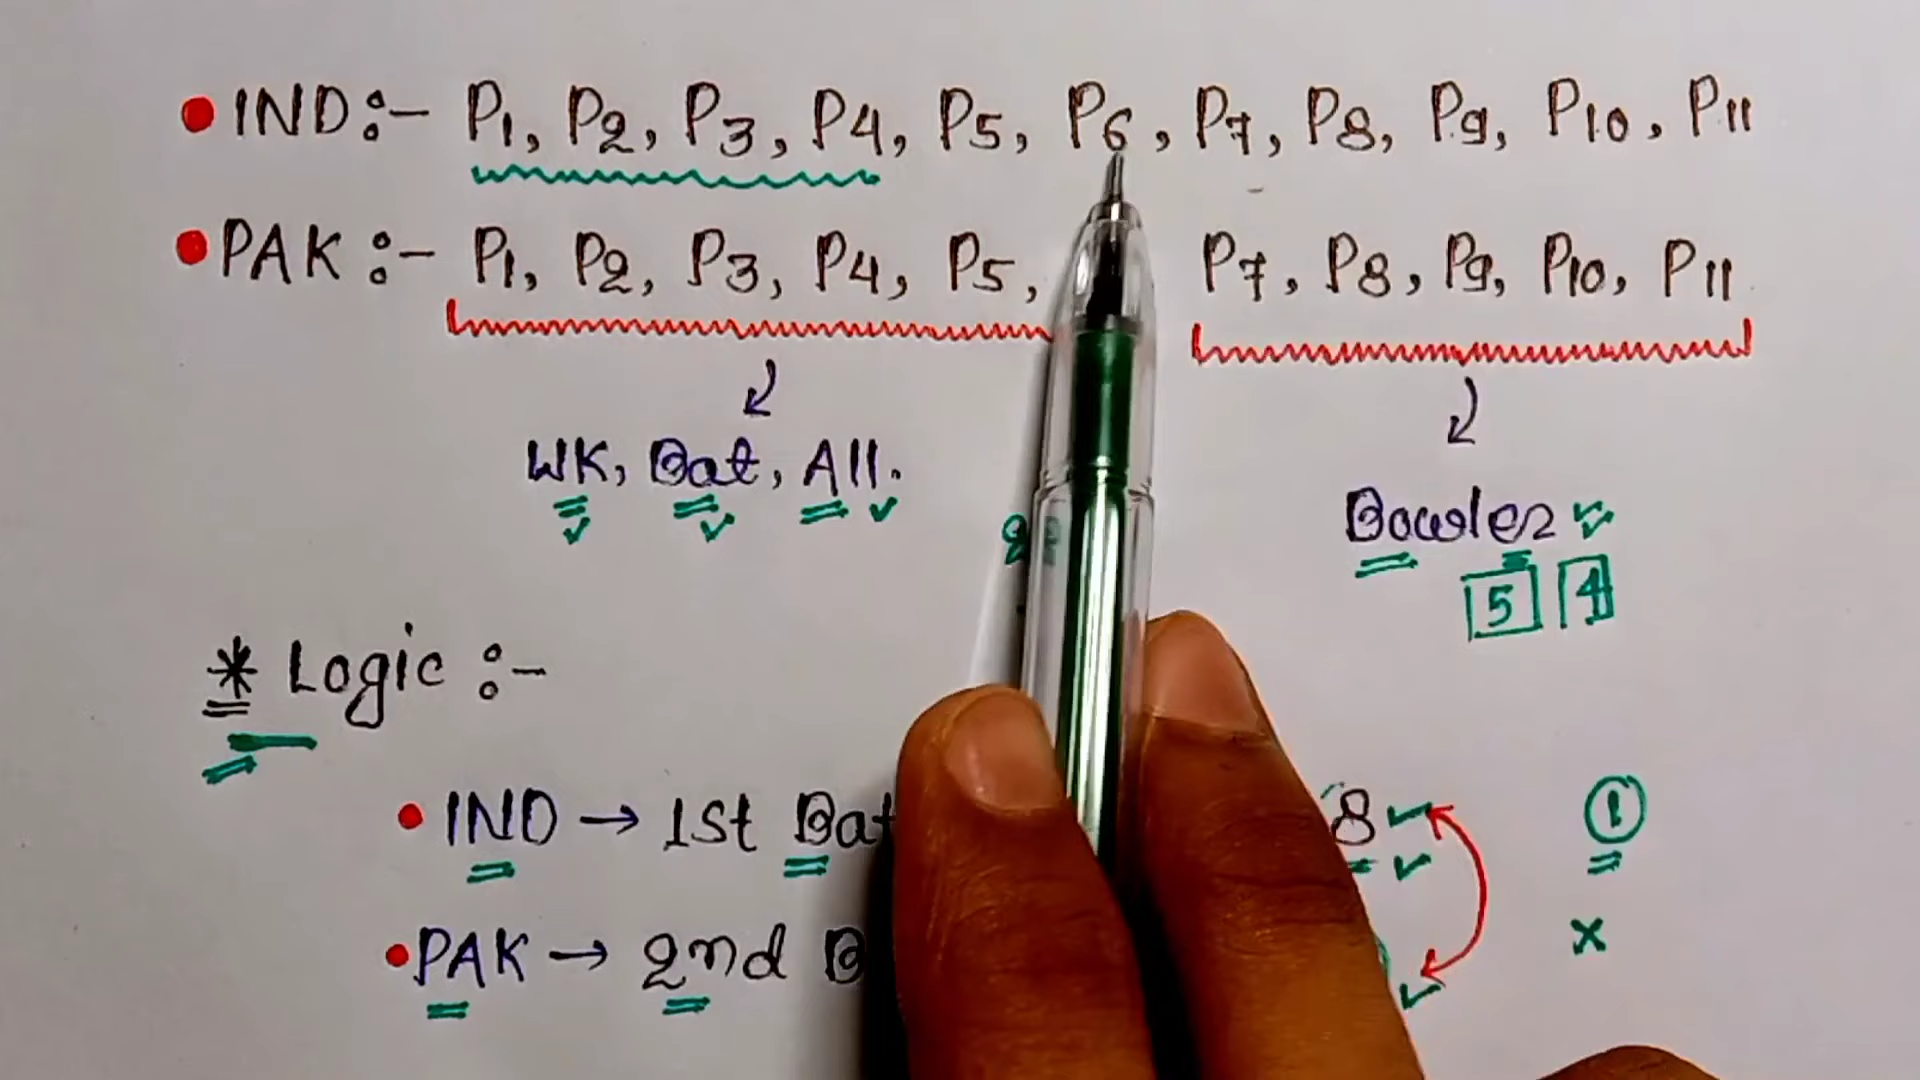 IND :- P1, P2, P3, P4, P5, P6, P7, P8, P9, P10, P11
PAK :- P1, P2, P3, P4, P5, P7, P8, P9, P10, P11
WK, Bat, All.
Bowler
5 4
* Logic :-
IND → 1st Bat 8 1
PAK → 2nd B x